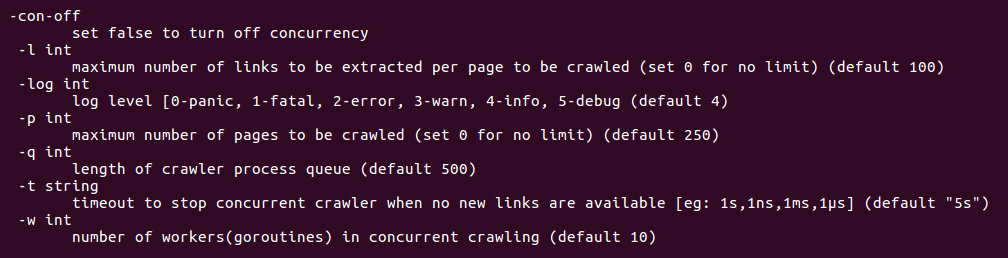 -con-off
set false to turn off concurrency
-l int
maximum number of links to be extracted per page to be crawled (set 0 for no limit) (default 100)
-log int
log level [0-panic, 1-fatal, 2-error, 3-warn, 4-info, 5-debug (default 4)
-p int
maximum number of pages to be crawled (set 0 for no limit) (default 250)
-q int
length of crawler process queue (default 500)
-t string
timeout to stop concurrent crawler when no new links are available [eg: 1s,1ns,1ms,1µs] (default "5s")
-w int
number of workers(goroutines) in concurrent crawling (default 10)